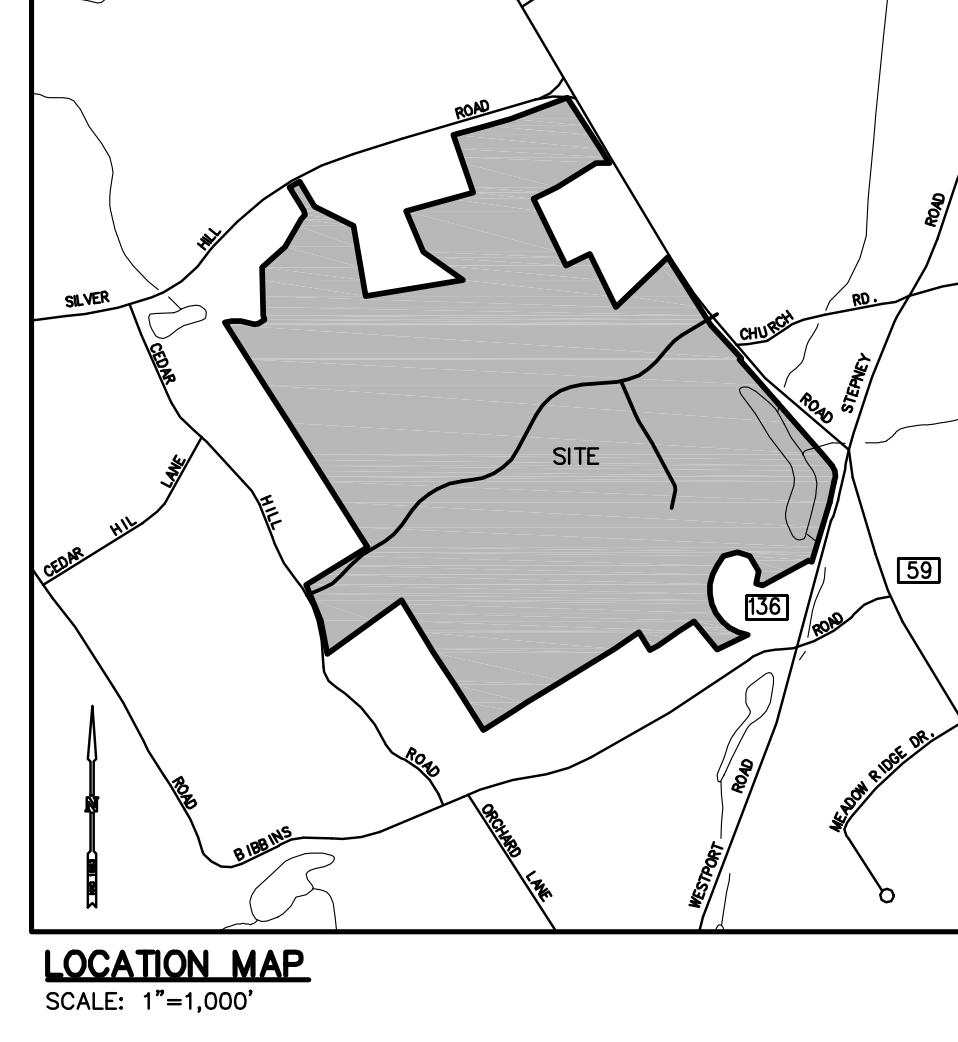 ROAD
HILL
SILVER
ROAD
RD.
CHURCH
CEDAR
STEPNEY
ROAD
SITE
LANE
HIL
CEDAR
HILL
59
136
ROAD
ROAD
ROAD
ROAD
MEADOW RIDGE DR.
BIBBINS
ORCHARD LANE
WESTPORT
N
LOCATION MAP
SCALE: 1"=1,000'